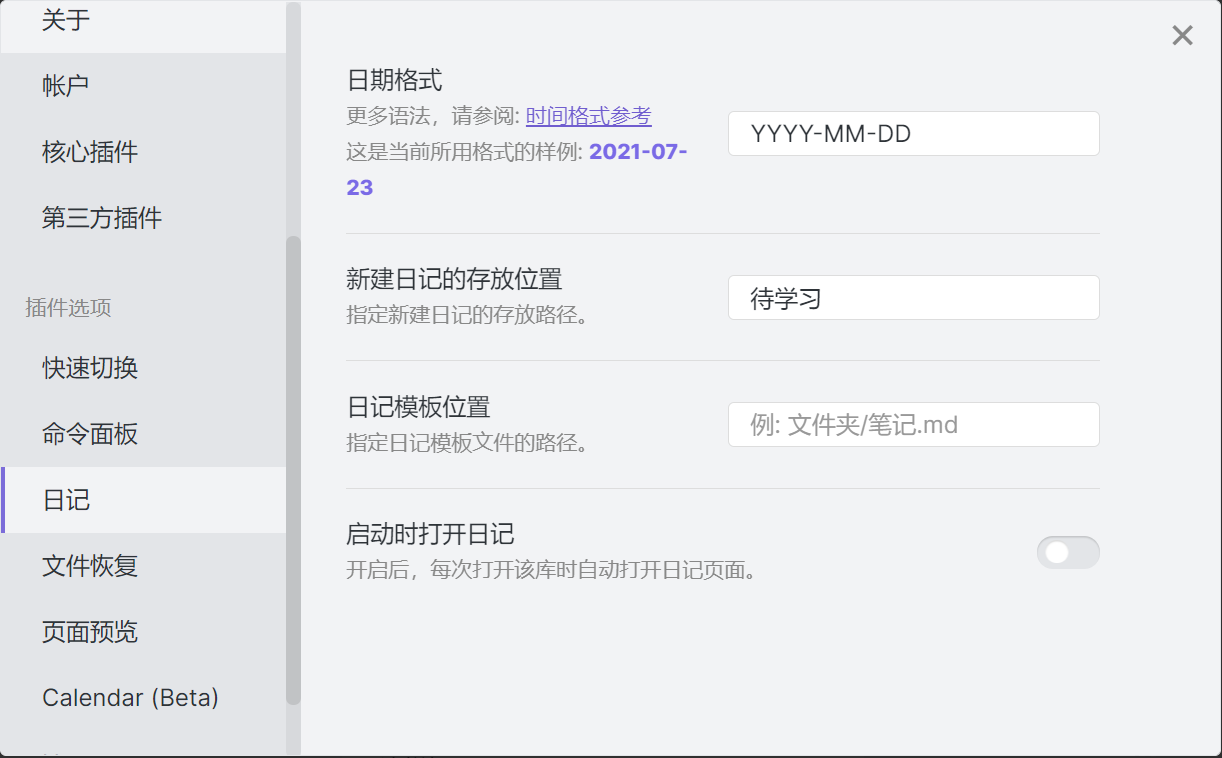 关于
帐户
核心插件
第三方插件
插件选项
快速切换
命令面板
日记
文件恢复
页面预览
Calendar (Beta)
日期格式
更多语法，请参阅: 时间格式参考
这是当前所用格式的样例: 2021-07-
23
YYYY-MM-DD
新建日记的存放位置
指定新建日记的存放路径。
待学习
日记模板位置
指定日记模板文件的路径。
例: 文件夹/笔记.md
启动时打开日记
开启后，每次打开该库时自动打开日记页面。